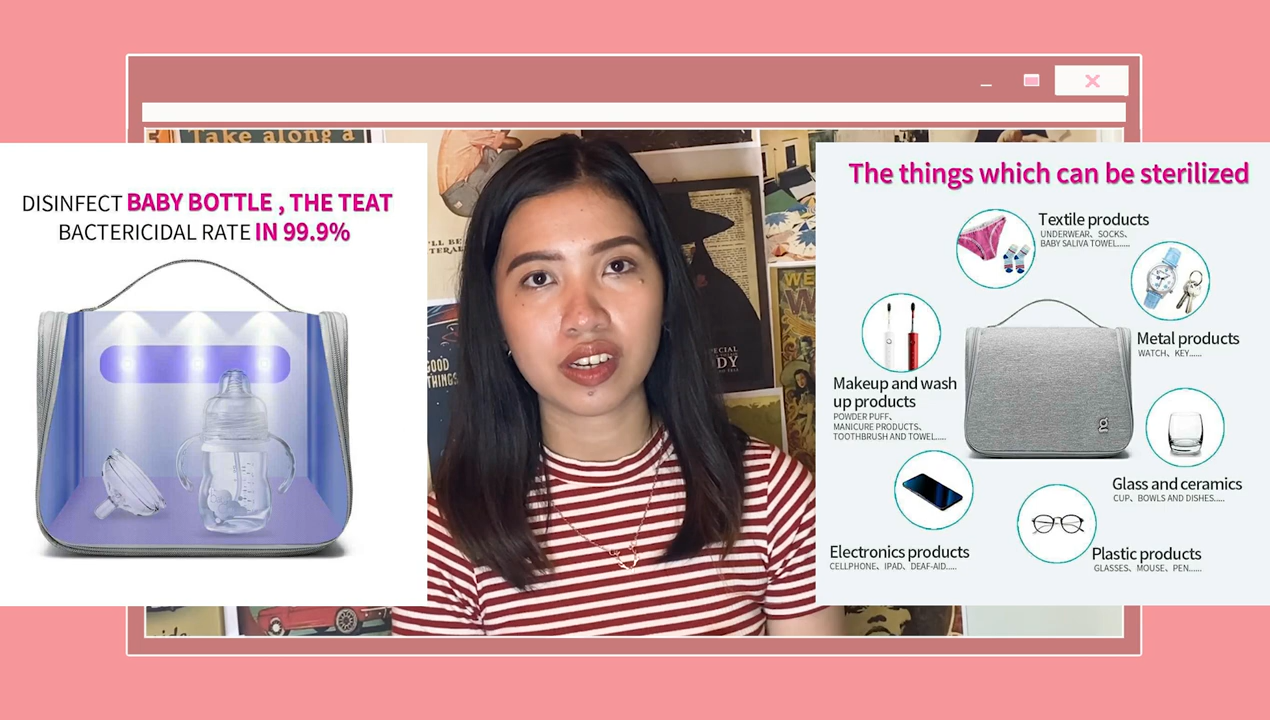 Take along a
DISINFECT BABY BOTTLE , THE TEAT
BACTERICIDAL RATE IN 99.9%
GOOD
THINGS
The things which can be sterilized
Textile products
UNDERWEAR、SOCKS、
BABY SALIVA TOWEL......
Metal products
WATCH、KEY......
Makeup and wash
up products
POWDER PUFF、
MANICURE PRODUCTS、
TOOTHBRUSH AND TOWEL.....
Glass and ceramics
CUP、BOWLS AND DISHES.....
Electronics products
CELLPHONE、IPAD、DEAF-AID.....
Plastic products
GLASSES、MOUSE、PEN......